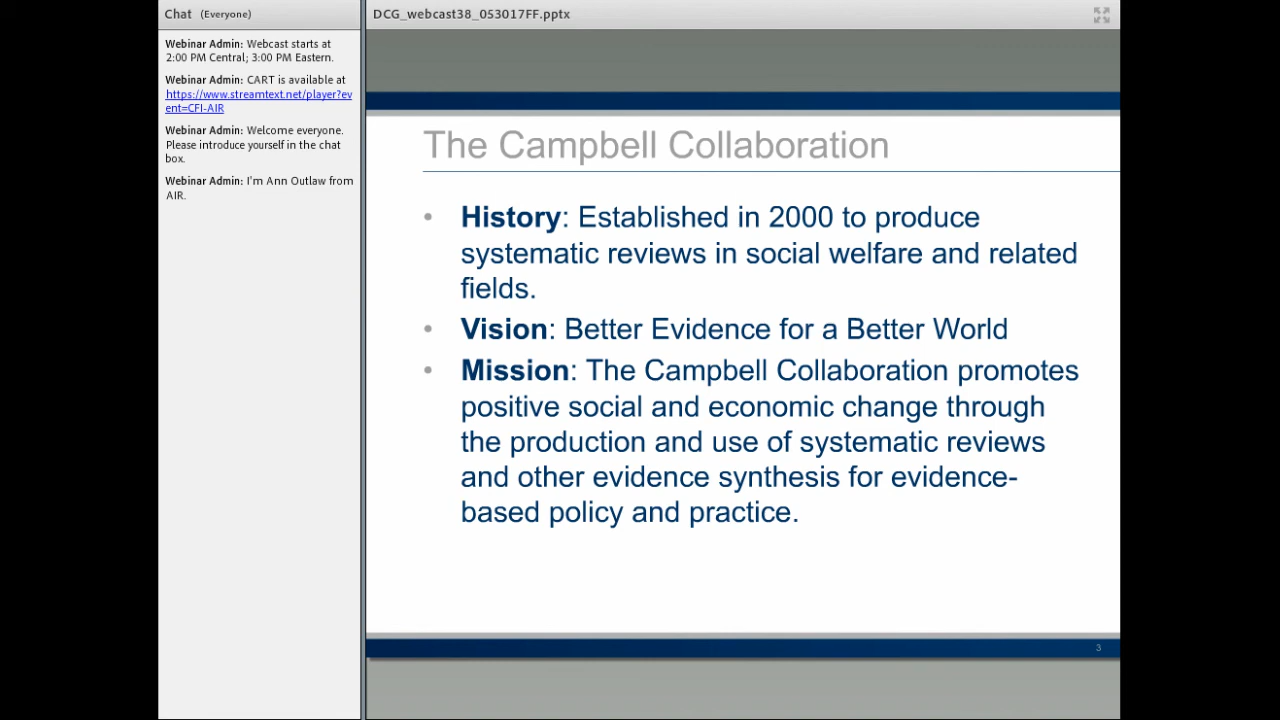 Chat (Everyone)
Webinar Admin: Webcast starts at
2:00 PM Central; 3:00 PM Eastern.
Webinar Admin: CART is available at
https://www.streamtext.net/player?ev
ent=CFI-AIR
Webinar Admin: Welcome everyone.
Please introduce yourself in the chat
box.
Webinar Admin: I'm Ann Outlaw from
AIR.
DCG_webcast38_053017FF.pptx
The Campbell Collaboration
• History: Established in 2000 to produce
systematic reviews in social welfare and related
fields.
• Vision: Better Evidence for a Better World
• Mission: The Campbell Collaboration promotes
positive social and economic change through
the production and use of systematic reviews
and other evidence synthesis for evidence-
based policy and practice.
3